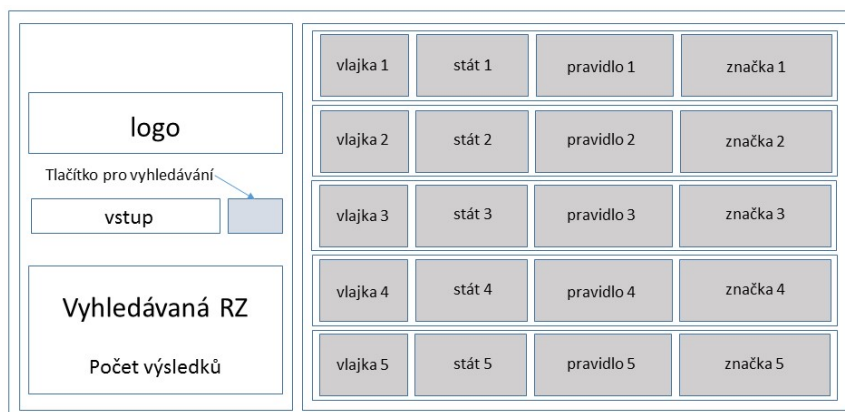 logo
Tlačítko pro vyhledávání
vstup
Vyhledávaná RZ
Počet výsledků
vlajka 1 stát 1 pravidlo 1 značka 1
vlajka 2 stát 2 pravidlo 2 značka 2
vlajka 3 stát 3 pravidlo 3 značka 3
vlajka 4 stát 4 pravidlo 4 značka 4
vlajka 5 stát 5 pravidlo 5 značka 5